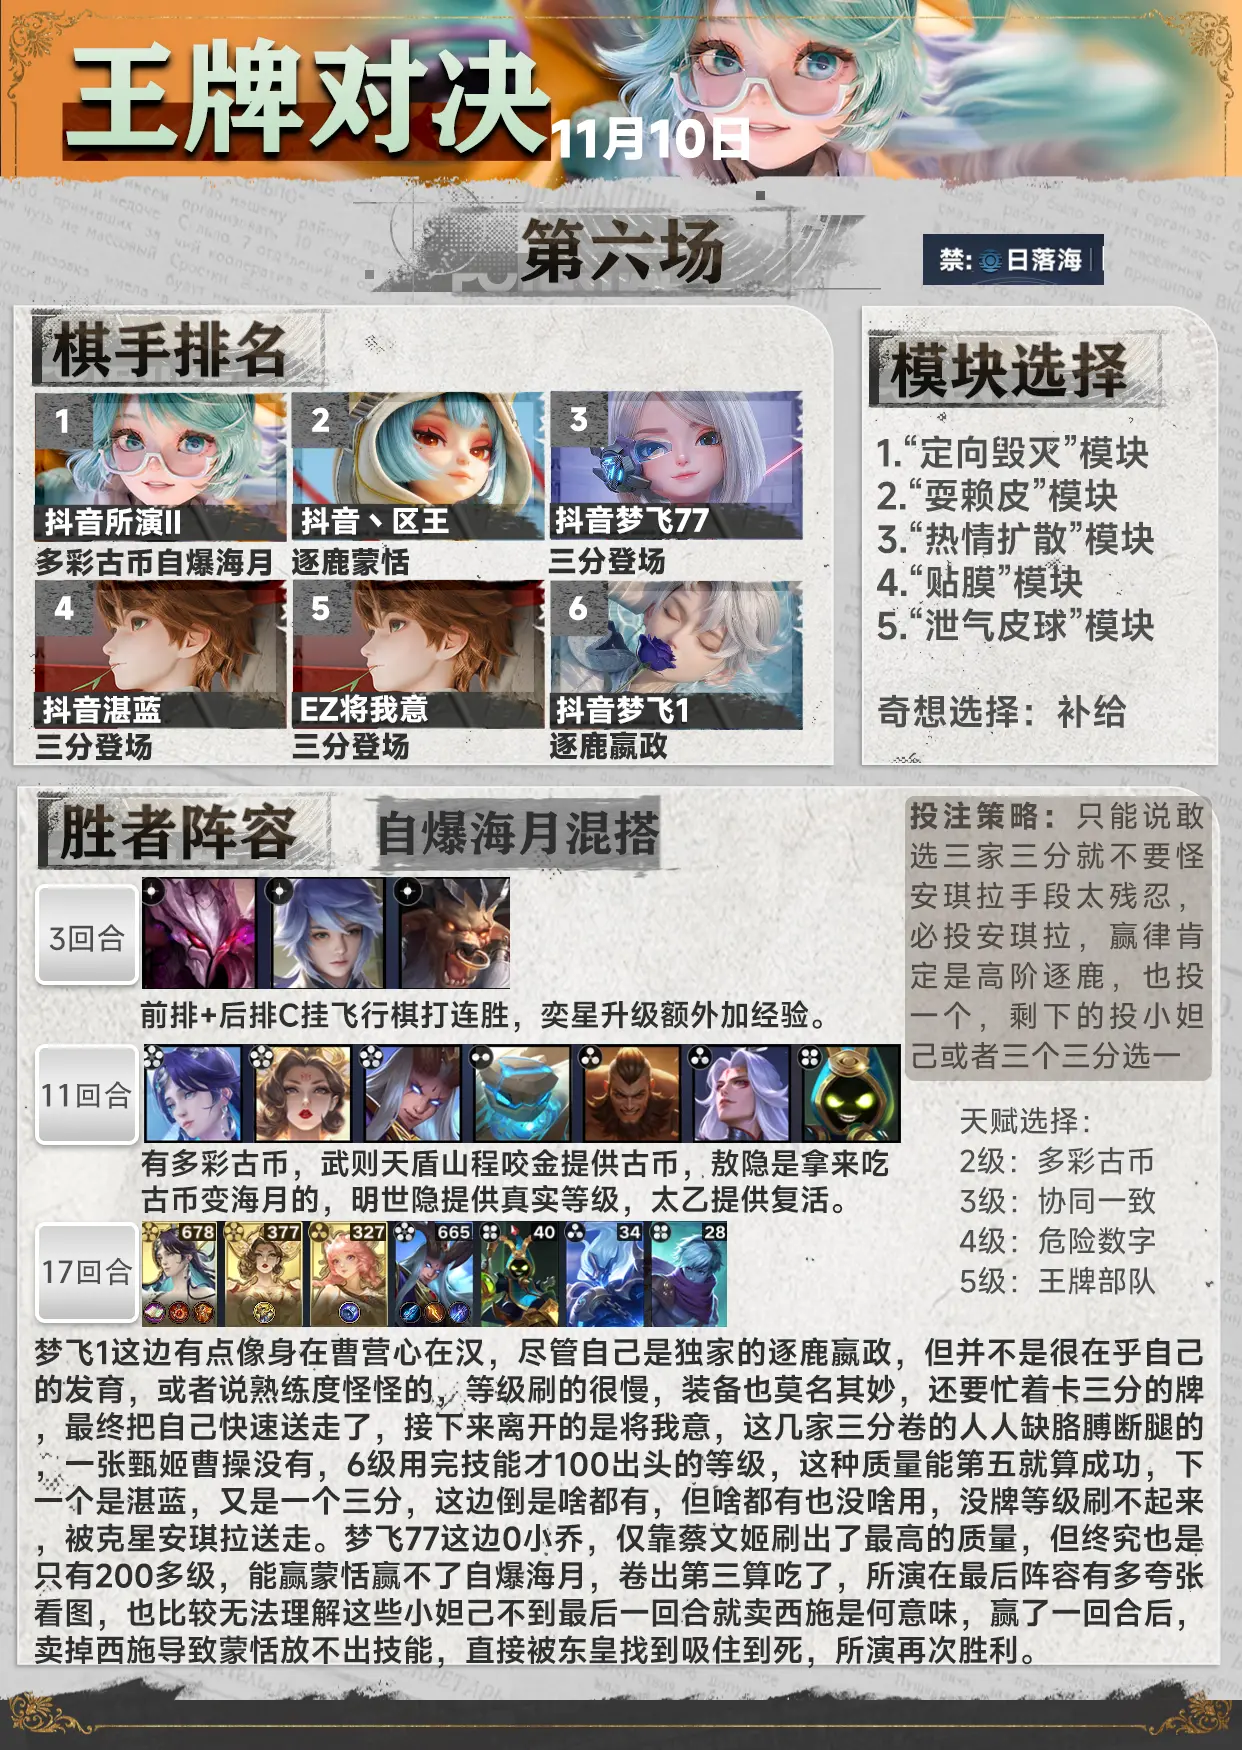 王牌对决
11月10日
第六场
禁: 日落海
棋手排名
1
抖音所演II
多彩古币自爆海月
2
抖音丶区王
逐鹿蒙恬
3
抖音梦飞77
三分登场
4
抖音湛蓝
三分登场
5
EZ将我意
三分登场
6
抖音梦飞1
逐鹿嬴政
模块选择
1.“定向毁灭”模块
2.“耍赖皮”模块
3.“热情扩散”模块
4.“贴膜”模块
5.“泄气皮球”模块
奇想选择：补给
胜者阵容
自爆海月混搭
3回合
前排+后排C挂飞行棋打连胜，奕星升级额外加经验。
11回合
有多彩古币，武则天盾山程咬金提供古币，敖隐是拿来吃
古币变海月的，明世隐提供真实等级，太乙提供复活。
17回合
678
377
327
665
40
34
28
投注策略：只能说敢
选三家三分就不要怪
安琪拉手段太残忍，
必投安琪拉，赢律肯
定是高阶逐鹿，也投
一个，剩下的投小妲
己或者三个三分选一
天赋选择：
2级：多彩古币
3级：协同一致
4级：危险数字
5级：王牌部队
梦飞1这边有点像身在曹营心在汉，尽管自己是独家的逐鹿嬴政，但并不是很在乎自己
的发育，或者说熟练度怪怪的，等级刷的很慢，装备也莫名其妙，还要忙着卡三分的牌
，最终把自己快速送走了，接下来离开的是将我意，这几家三分卷的人人缺胳膊断腿的
，一张甄姬曹操没有，6级用完技能才100出头的等级，这种质量能第五就算成功，下
一个是湛蓝，又是一个三分，这边倒是啥都有，但啥都有也没啥用，没牌等级刷不起来
，被克星安琪拉送走。梦飞77这边0小乔，仅靠蔡文姬刷出了最高的质量，但终究也是
只有200多级，能赢蒙恬赢不了自爆海月，卷出第三算吃了，所演在最后阵容有多夸张
看图，也比较无法理解这些小妲己不到最后一回合就卖西施是何意味，赢了一回合后，
卖掉西施导致蒙恬放不出技能，直接被东皇找到吸住到死，所演再次胜利。